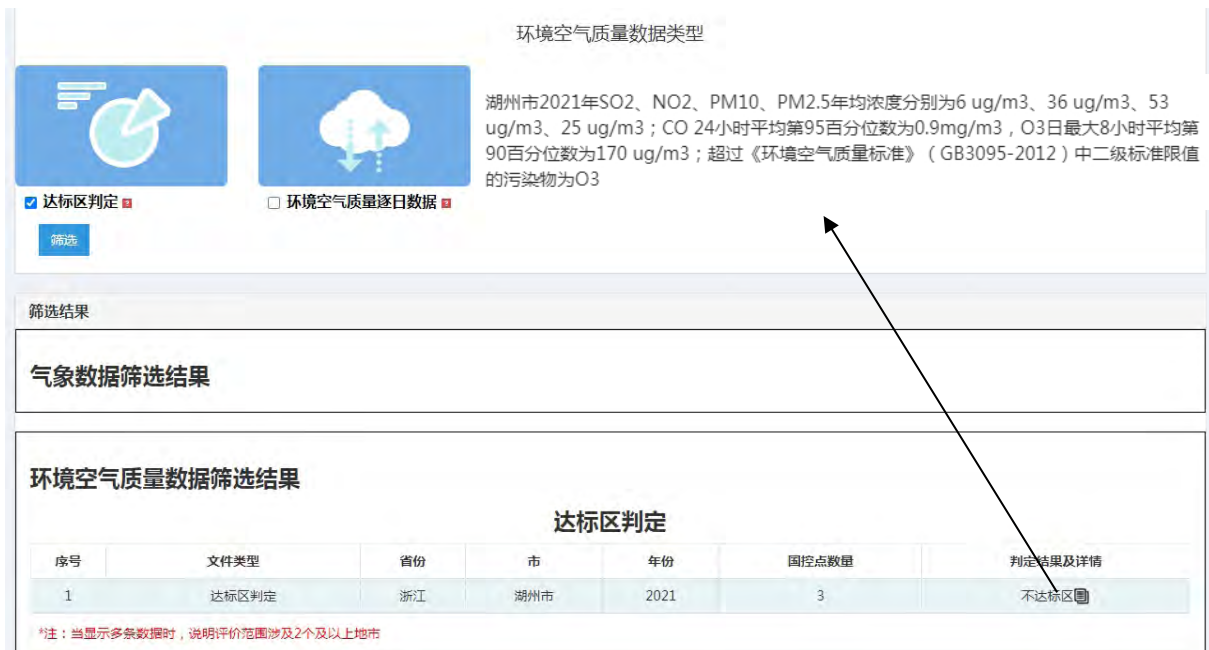 环境空气质量数据类型
湖州市2021年SO2、NO2、PM10、PM2.5年均浓度分别为6 ug/m3、36 ug/m3、53
ug/m3、25 ug/m3；CO 24小时平均第95百分位数为0.9mg/m3，O3日最大8小时平均第
90百分位数为170 ug/m3；超过《环境空气质量标准》（GB3095-2012）中二级标准限值
的污染物为O3
达标区判定 ?
环境空气质量逐日数据 ?
筛选
筛选结果
气象数据筛选结果
环境空气质量数据筛选结果
达标区判定
序号 文件类型 省份 市 年份 国控点数量 判定结果及详情
1 达标区判定 浙江 湖州市 2021 3 不达标区
*注：当显示多条数据时，说明评价范围涉及2个及以上地市